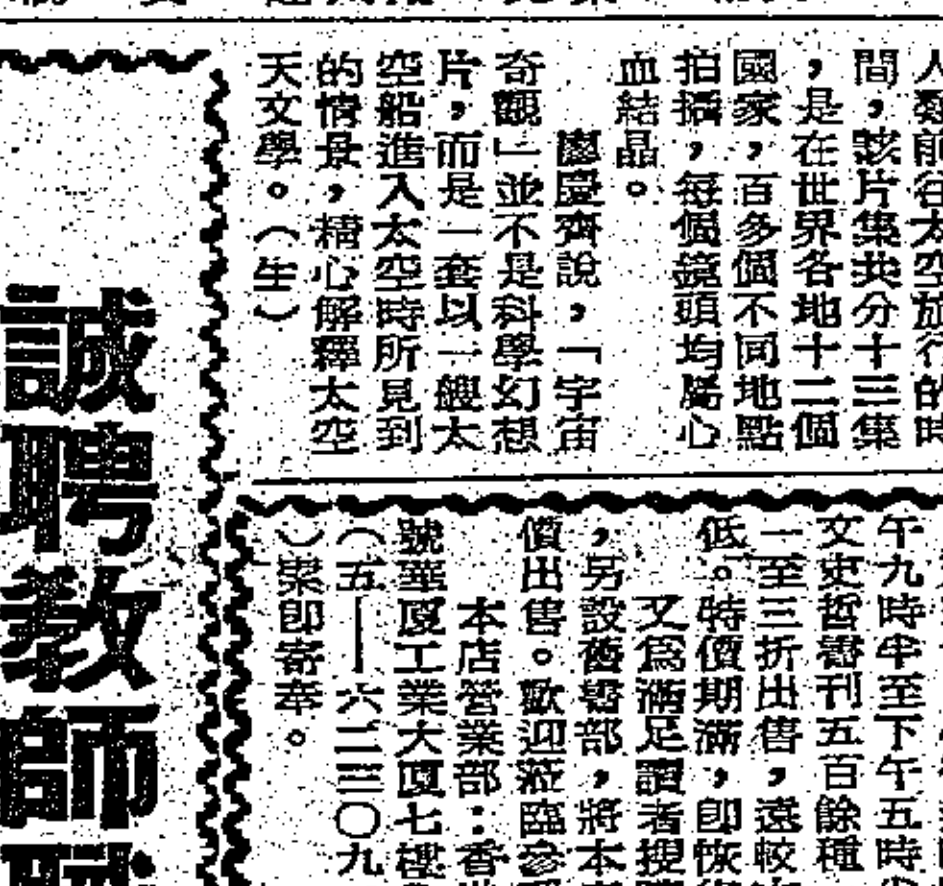 人類前往太空旅行的時
間，該片集共分十三集
，是在世界各地十二個
國家，百多個不同地點
拍攝，每個鏡頭均屬心
血結晶。
廖慶齊說，「宇宙
奇觀」並不是科學幻想
片，而是一套以一艘太
空船進入太空時所見到
的情景，精心解釋太空
天文學。（生）
午九時半至下午五時
文史哲書刊五百餘種
一至三折出售，遠較
低。特價期滿，即恢
又為滿足讀者搜
，另設舊書部，將本
價出售。歡迎蒞臨參
本店營業部：香
號華厦工業大厦七樓
（五——六二三〇九
）索即寄奉。
誠聘教師